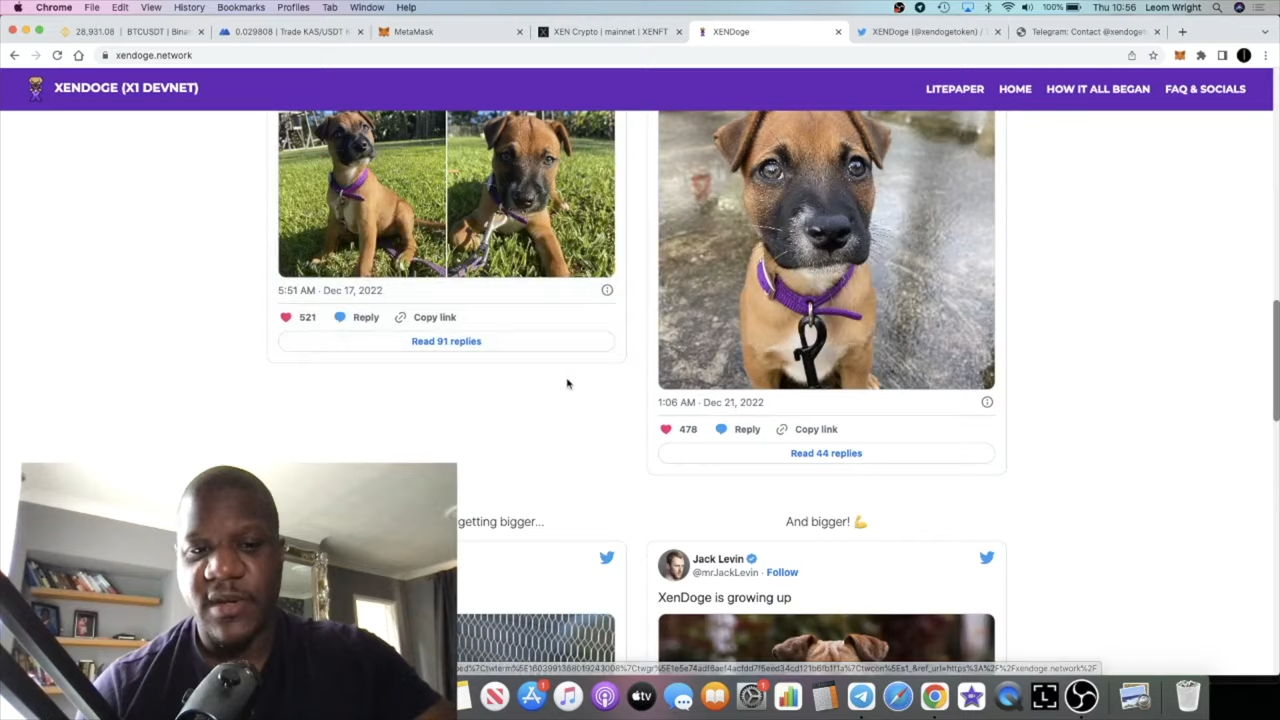 Chrome File Edit View History Bookmarks Profiles Tab Window Help 100% Thu 10:56 Leom Wright
28,931.08 | BTCUSDT | Binan 0.029808 | Trade KAS/USDT MetaMask XEN Crypto | mainnet | XENFT XENDoge XENDoge (@xendogetoken) / Telegram: Contact @xendoget
xendoge.network
XENDOGE (X1 DEVNET) LITEPAPER HOME HOW IT ALL BEGAN FAQ & SOCIALS
5:51 AM · Dec 17, 2022
521 Reply Copy link
Read 91 replies
1:06 AM · Dec 21, 2022
478 Reply Copy link
Read 44 replies
getting bigger...
And bigger! 💪
Jack Levin
@mrJackLevin · Follow
XenDoge is growing up
tv